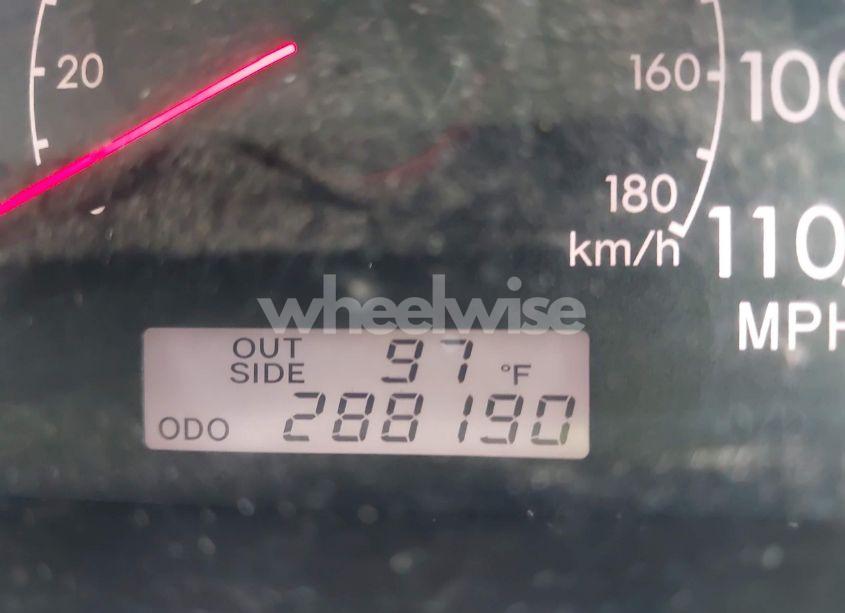 20
160
100
180
km/h
110
MPH
wheelwise
OUT SIDE 97 °F
ODO 288190